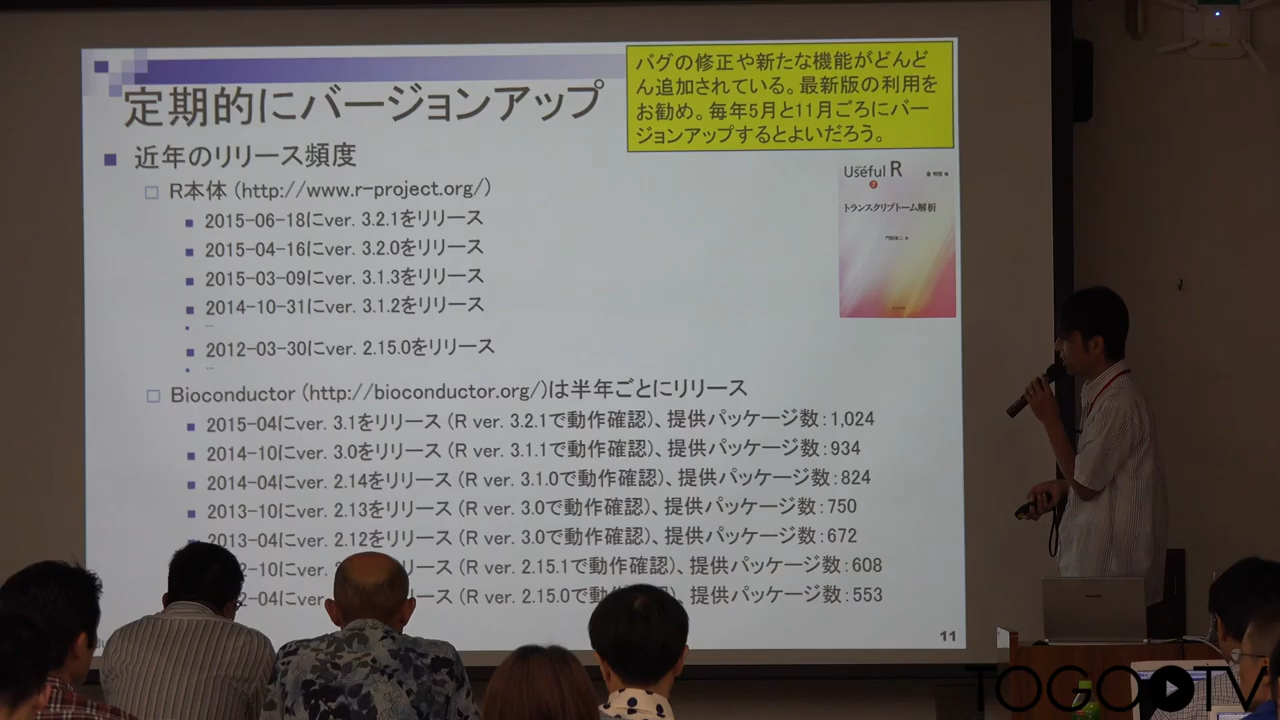 定期的にバージョンアップ
バグの修正や新たな機能がどんど
ん追加されている。最新版の利用を
お勧め。毎年5月と11月ごろにバー
ジョンアップするとよいだろう。
■ 近年のリリース頻度
□ R本体 (http://www.r-project.org/)
■ 2015-06-18にver. 3.2.1をリリース
■ 2015-04-16にver. 3.2.0をリリース
■ 2015-03-09にver. 3.1.3をリリース
■ 2014-10-31にver. 3.1.2をリリース
■ …
■ 2012-03-30にver. 2.15.0をリリース
■ …
□ Bioconductor (http://bioconductor.org/)は半年ごとにリリース
■ 2015-04にver. 3.1をリリース (R ver. 3.2.1で動作確認)、提供パッケージ数:1,024
■ 2014-10にver. 3.0をリリース (R ver. 3.1.1で動作確認)、提供パッケージ数:934
■ 2014-04にver. 2.14をリリース (R ver. 3.1.0で動作確認)、提供パッケージ数:824
■ 2013-10にver. 2.13をリリース (R ver. 3.0で動作確認)、提供パッケージ数:750
■ 2013-04にver. 2.12をリリース (R ver. 3.0で動作確認)、提供パッケージ数:672
-10にver. リリース (R ver. 2.15.1で動作確認)、提供パッケージ数:608
-04にver. リース (R ver. 2.15.0で動 認)、提供パッケージ数:553
Useful R
7
トランスクリプトーム解析
11
TOGO TV